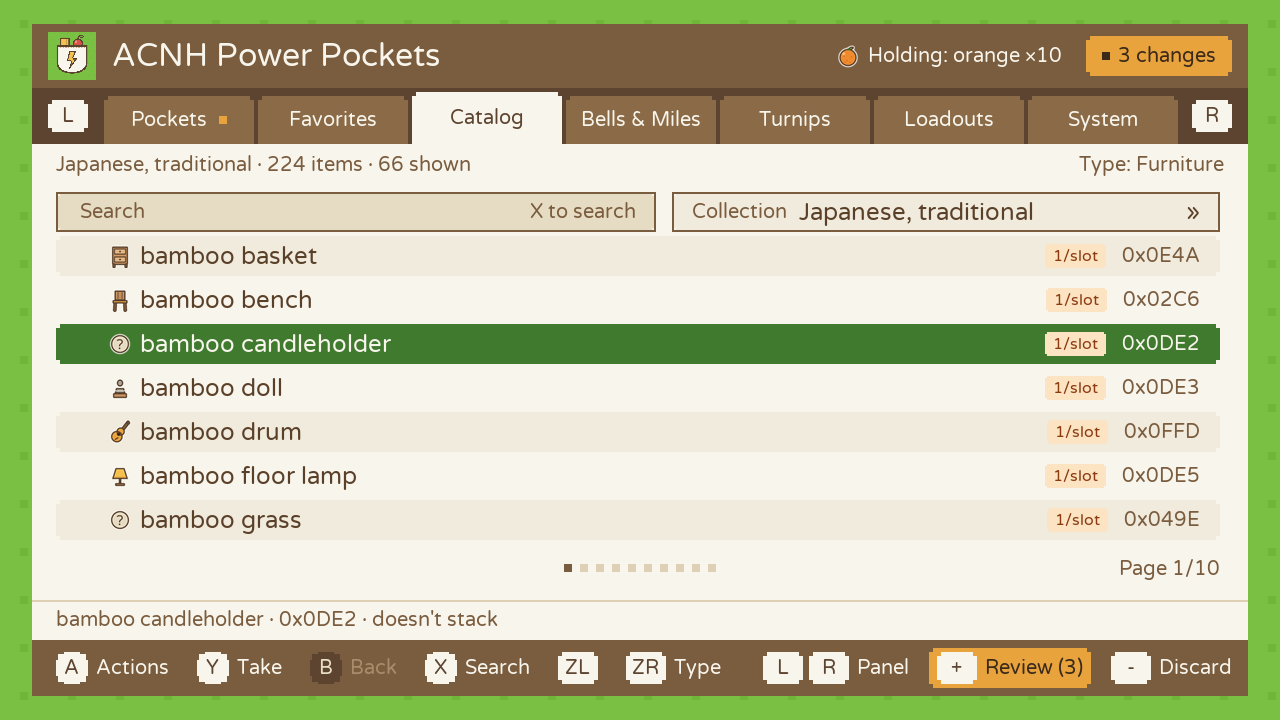 ACNH Power Pockets
Holding: orange ×10
3 changes
L
Pockets
Favorites
Catalog
Bells & Miles
Turnips
Loadouts
System
R
Japanese, traditional · 224 items · 66 shown
Type: Furniture
Search
X to search
Collection Japanese, traditional »
bamboo basket 1/slot 0x0E4A
bamboo bench 1/slot 0x02C6
? bamboo candleholder 1/slot 0x0DE2
bamboo doll 1/slot 0x0DE3
bamboo drum 1/slot 0x0FFD
bamboo floor lamp 1/slot 0x0DE5
? bamboo grass 1/slot 0x049E
Page 1/10
bamboo candleholder · 0x0DE2 · doesn't stack
A Actions Y Take B Back X Search ZL ZR Type L R Panel + Review (3) - Discard